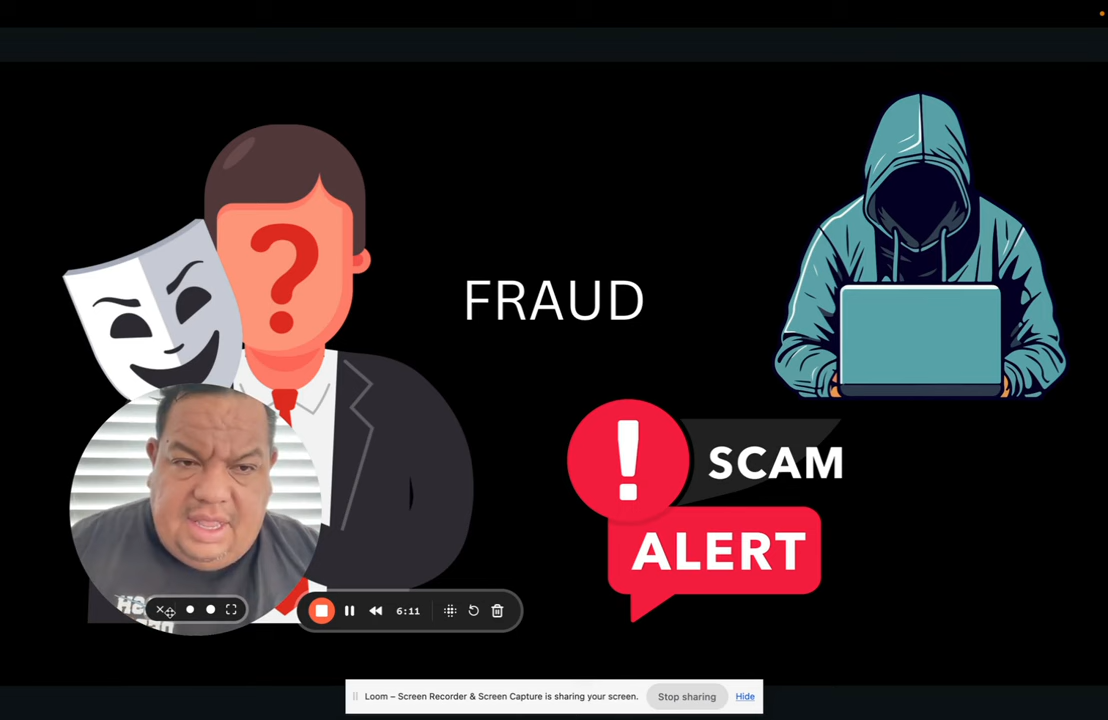 ?
FRAUD
!
SCAM
ALERT
6:11
Loom – Screen Recorder & Screen Capture is sharing your screen.
Stop sharing
Hide